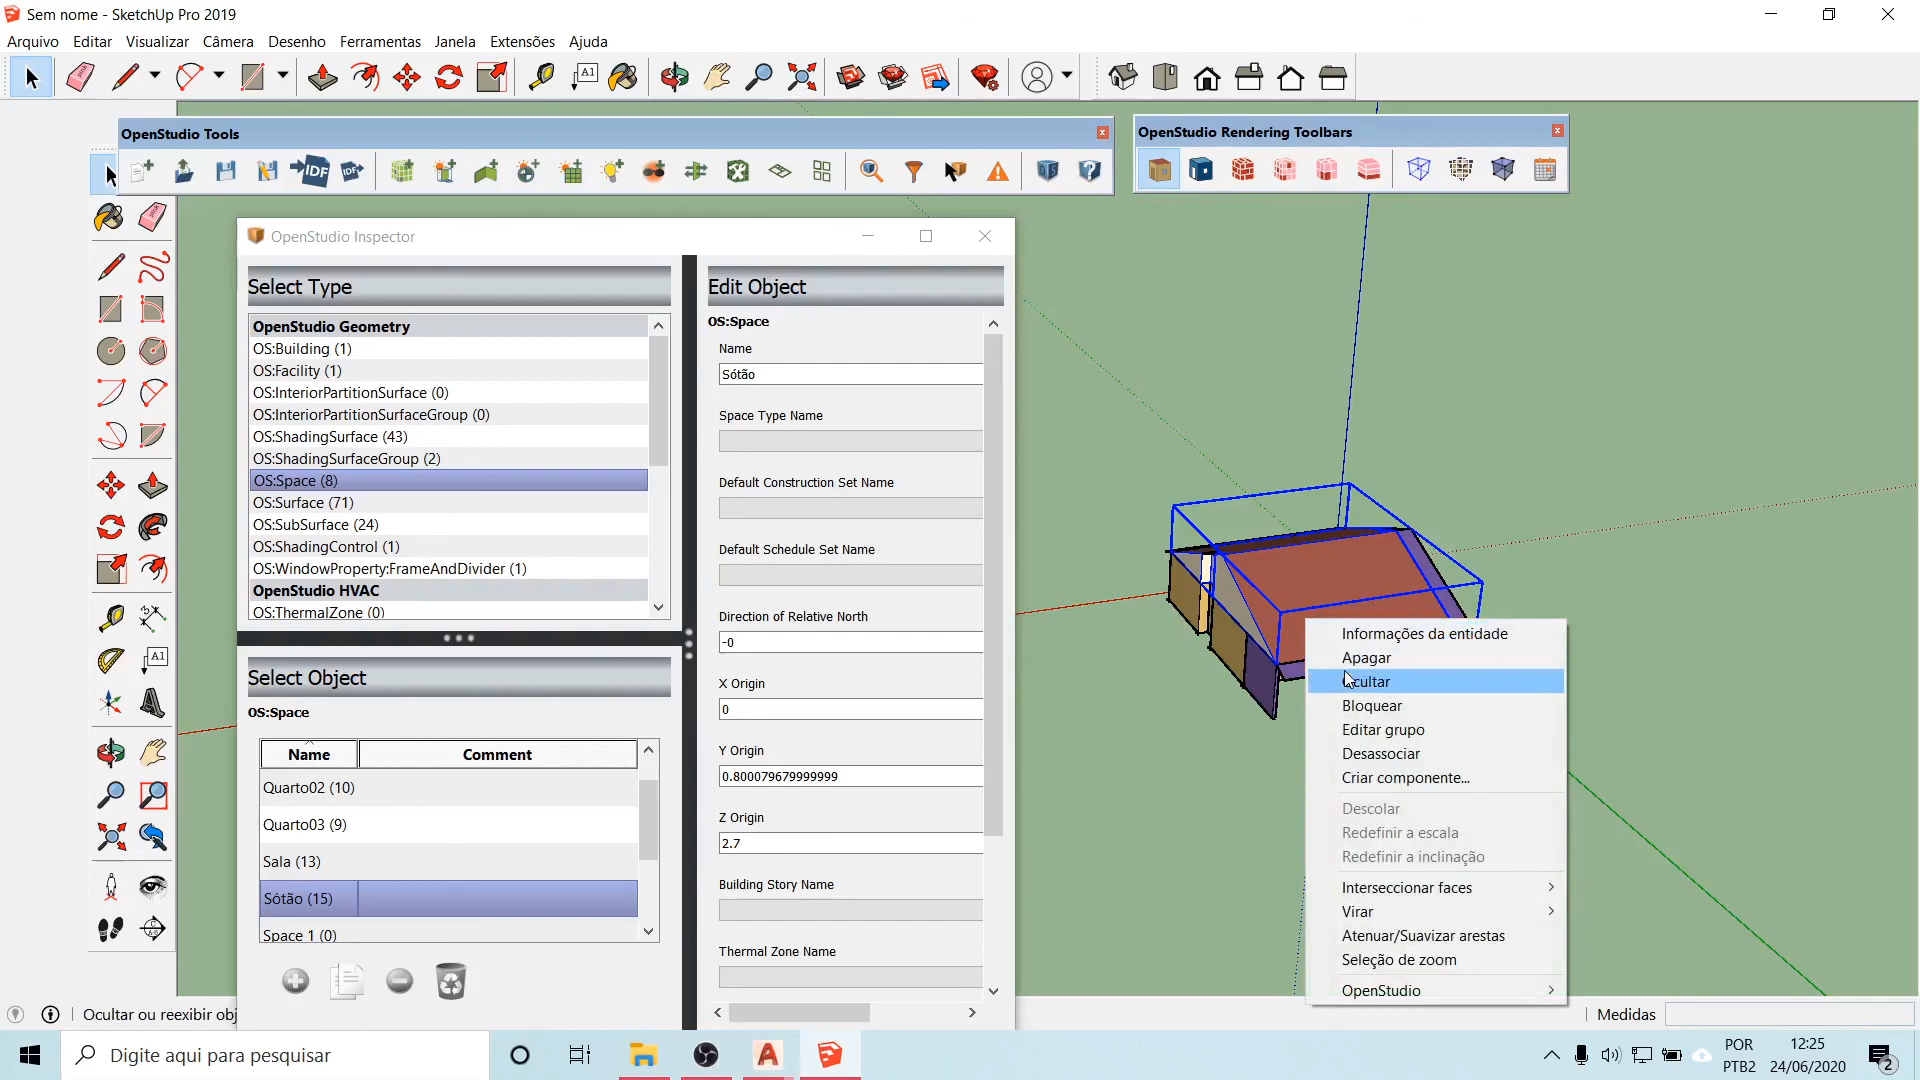 Sem nome - SketchUp Pro 2019
Arquivo Editar Visualizar Câmera Desenho Ferramentas Janela Extensões Ajuda
OpenStudio Tools
OpenStudio Rendering Toolbars
OpenStudio Inspector
Select Type
OpenStudio Geometry
OS:Building (1)
OS:Facility (1)
OS:InteriorPartitionSurface (0)
OS:InteriorPartitionSurfaceGroup (0)
OS:ShadingSurface (43)
OS:ShadingSurfaceGroup (2)
OS:Space (8)
OS:Surface (71)
OS:SubSurface (24)
OS:ShadingControl (1)
OS:WindowProperty:FrameAndDivider (1)
OpenStudio HVAC
OS:ThermalZone (0)
Select Object
OS:Space
Name Comment
Quarto02 (10)
Quarto03 (9)
Sala (13)
Sótão (15)
Space 1 (0)
Edit Object
OS:Space
Name
Sótão
Space Type Name
Default Construction Set Name
Default Schedule Set Name
Direction of Relative North
-0
X Origin
0
Y Origin
0.800079679999999
Z Origin
2.7
Building Story Name
Thermal Zone Name
Informações da entidade
Apagar
Ocultar
Bloquear
Editar grupo
Desassociar
Criar componente...
Descolar
Redefinir a escala
Redefinir a inclinação
Interseccionar faces
Virar
Atenuar/Suavizar arestas
Seleção de zoom
OpenStudio
Ocultar ou reexibir obj
Medidas
Digite aqui para pesquisar
POR
PTB2
12:25
24/06/2020
2